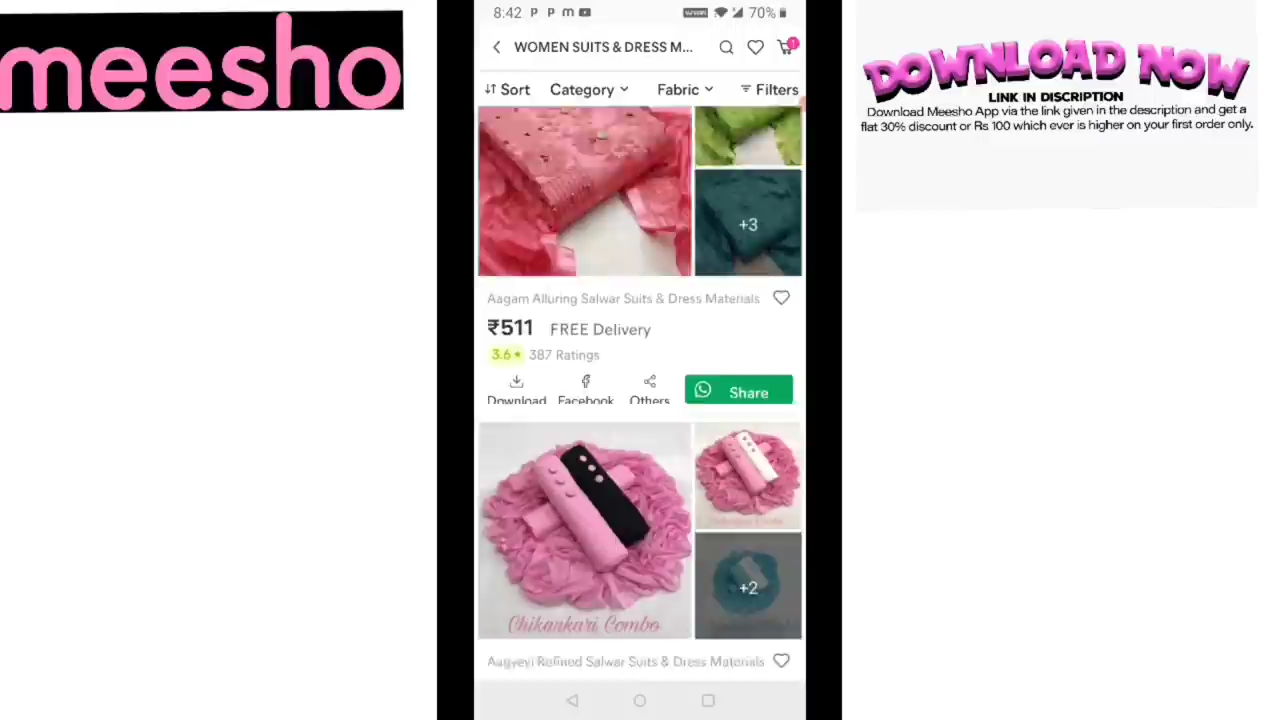 meesho
8:42 P P m 70%
WOMEN SUITS & DRESS M...
1
Sort Category Fabric Filters
+3
Aagam Alluring Salwar Suits & Dress Materials
₹511 FREE Delivery
3.6 387 Ratings
Download Facebook Others Share
Chikankari Combo
+2
Aagyeyi Refined Salwar Suits & Dress Materials
DOWNLOAD NOW
LINK IN DISCRIPTION
Download Meesho App via the link given in the description and get a
flat 30% discount or Rs 100 which ever is higher on your first order only.